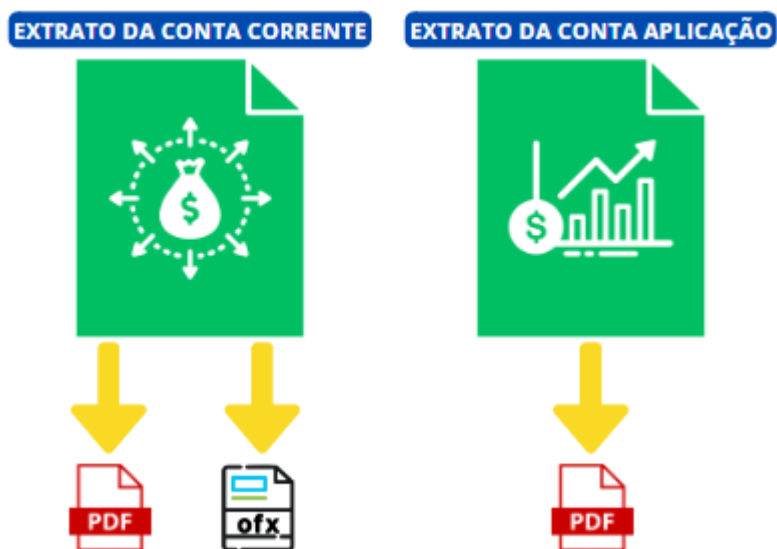 EXTRATO DA CONTA CORRENTE
EXTRATO DA CONTA APLICAÇÃO
$
$
PDF
ofx
PDF